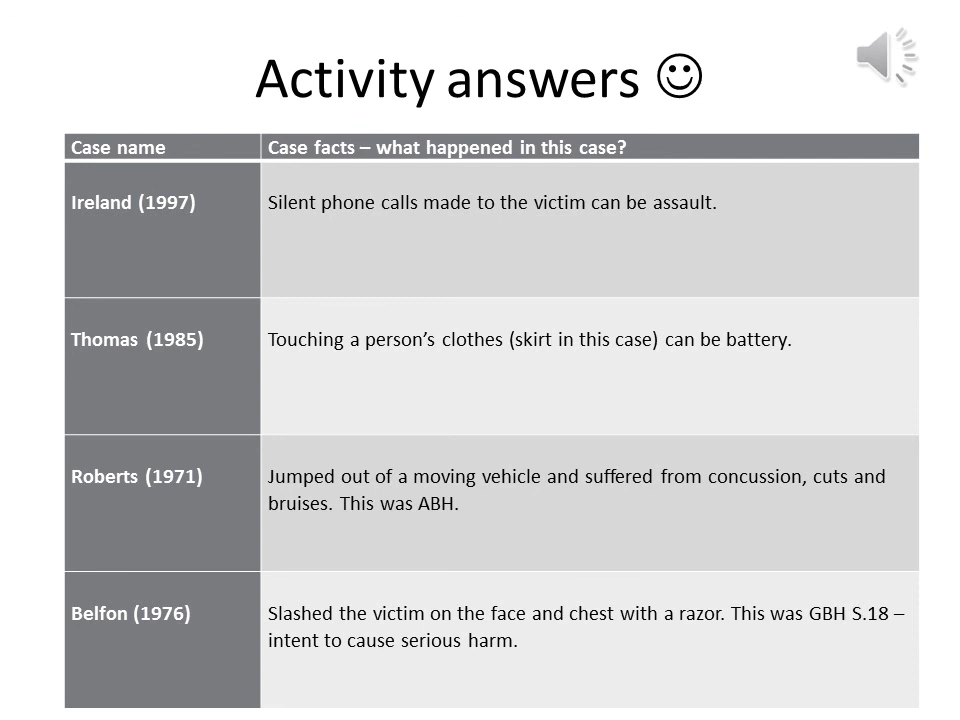 Activity answers ☺
Case name
Case facts – what happened in this case?
Ireland (1997)
Silent phone calls made to the victim can be assault.
Thomas (1985)
Touching a person’s clothes (skirt in this case) can be battery.
Roberts (1971)
Jumped out of a moving vehicle and suffered from concussion, cuts and
bruises. This was ABH.
Belfon (1976)
Slashed the victim on the face and chest with a razor. This was GBH S.18 –
intent to cause serious harm.